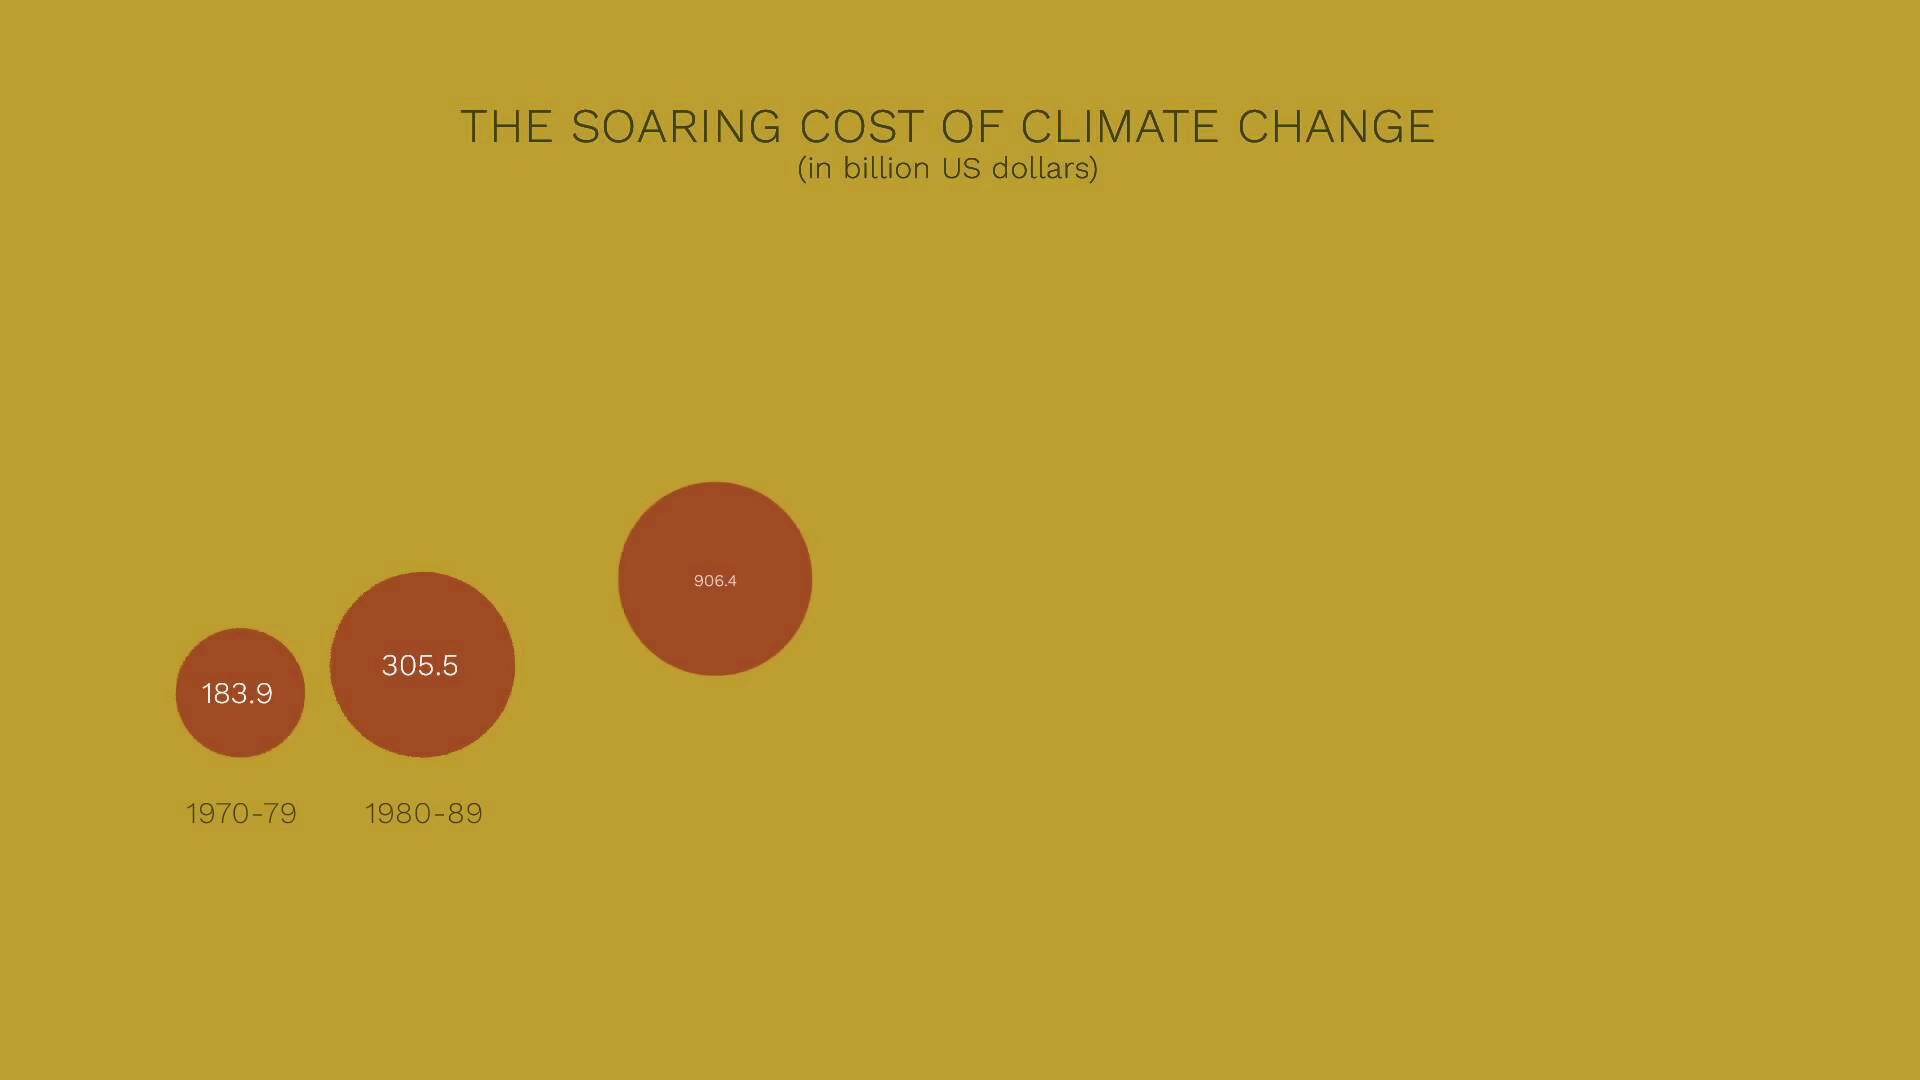 THE SOARING COST OF CLIMATE CHANGE
(in billion US dollars)
906.4
305.5
183.9
1970-79
1980-89